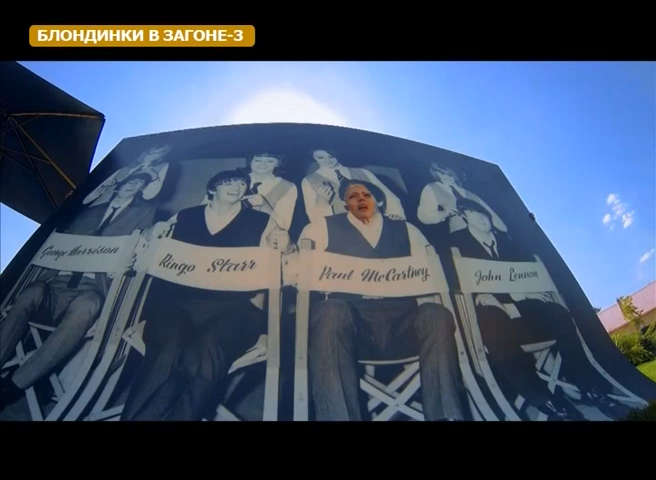 БЛОНДИНКИ В ЗАГОНЕ-3
George Harrison
Ringo Starr
Paul McCartney
John Lennon